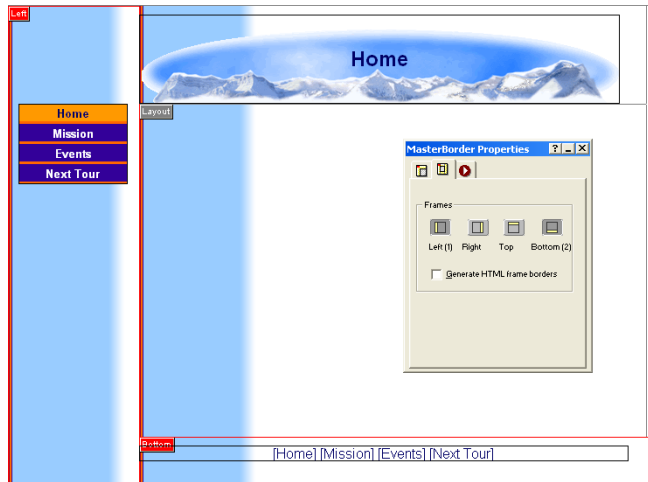 Left
Home
Layout
Home
Mission
Events
Next Tour
MasterBorder Properties
Frames
Left (1) Right Top Bottom (2)
Generate HTML frame borders
Bottom
[Home] [Mission] [Events] [Next Tour]